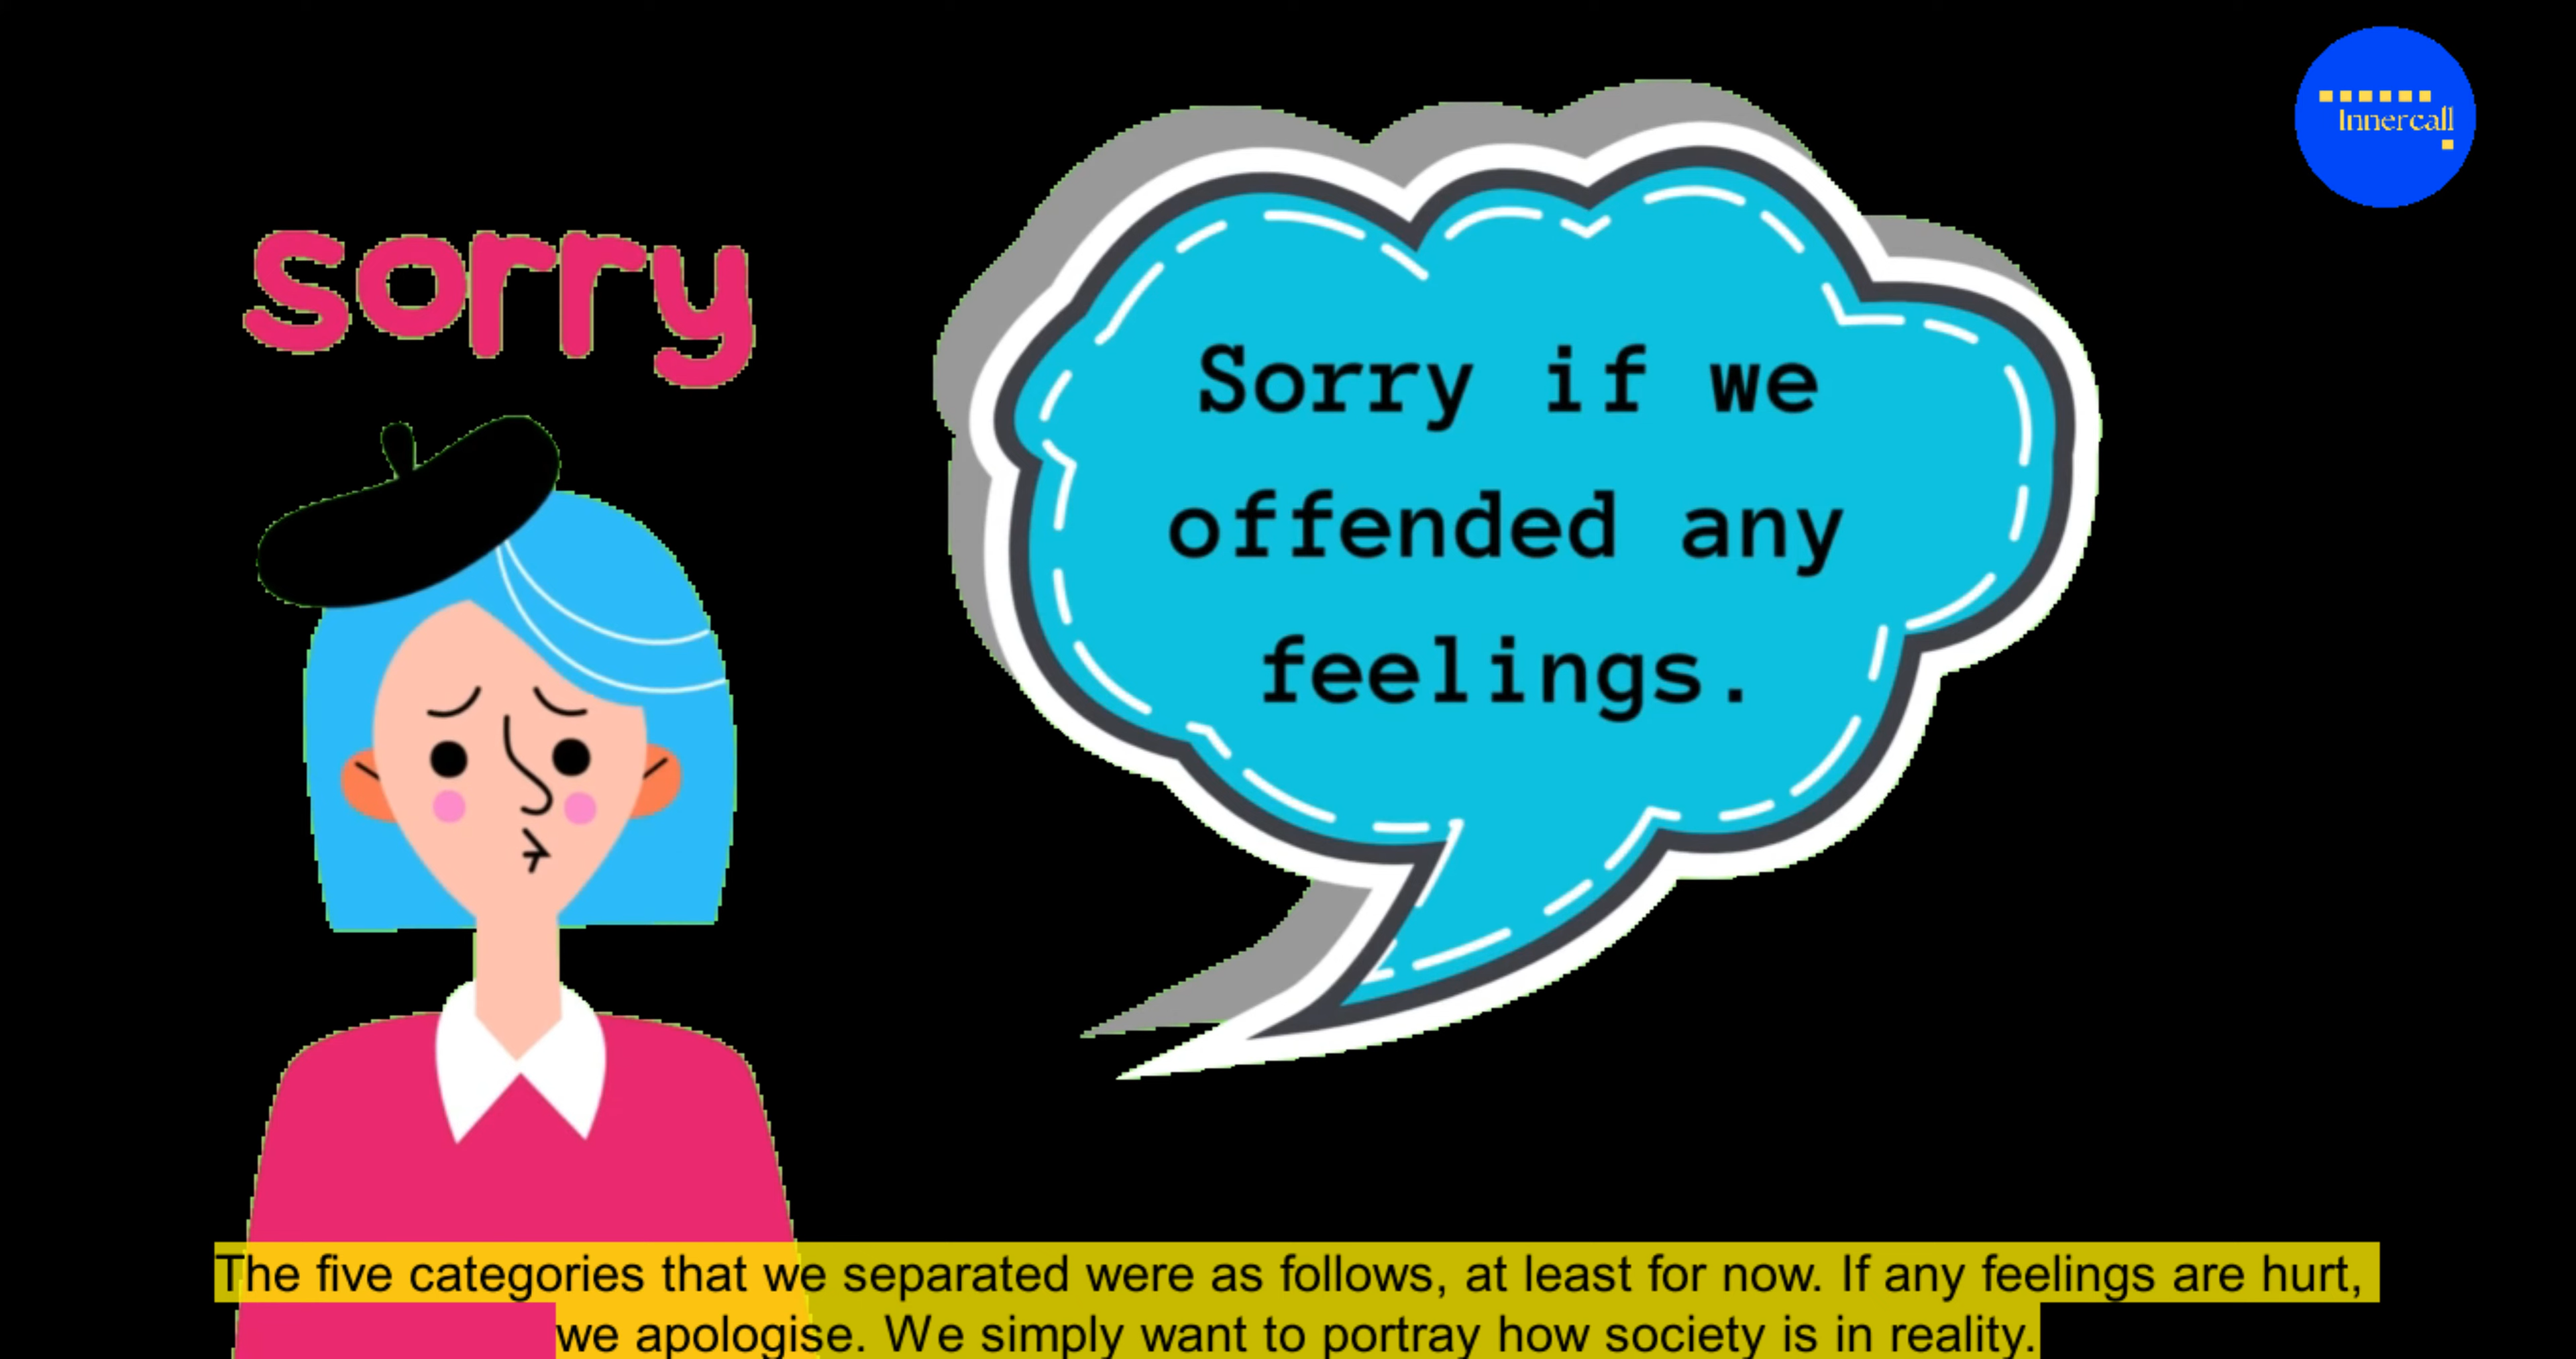 Innercall
sorry
Sorry if we
offended any
feelings.
The five categories that we separated were as follows, at least for now. If any feelings are hurt,
we apologise. We simply want to portray how society is in reality.